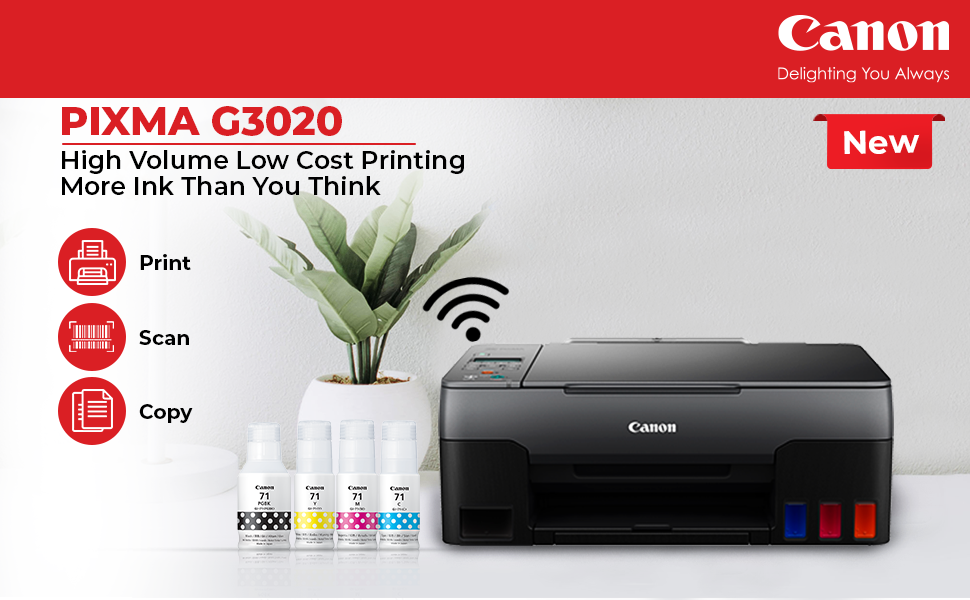 Canon
Delighting You Always
PIXMA G3020
New
High Volume Low Cost Printing
More Ink Than You Think
Print
Scan
Copy
Canon
Canon
71
PGBK
Canon
71
Y
Canon
71
M
Canon
71
C